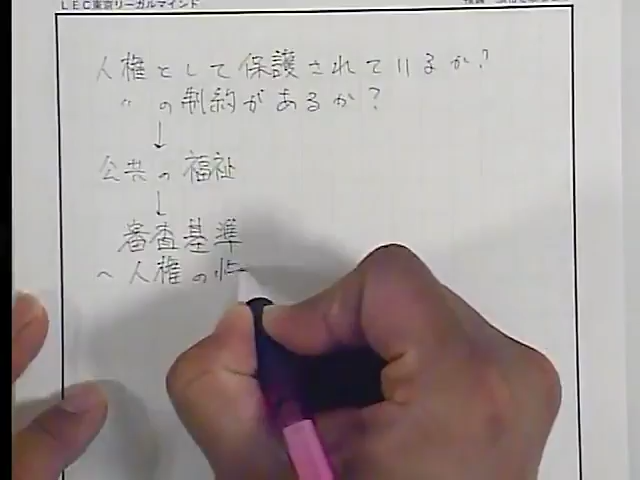 LEC東京リーガルマインド
人権として保護されているか?
〃 の制約があるか?
↓
公共の福祉
↓
審査基準
~人権の